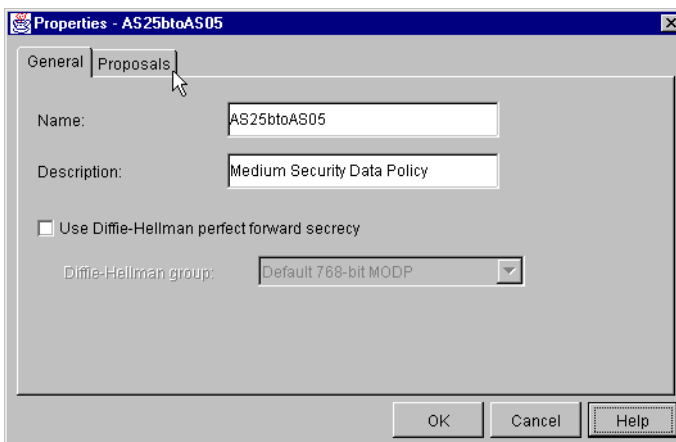 Properties - AS25btoAS05
General Proposals
Name: AS25btoAS05
Description: Medium Security Data Policy
Use Diffie-Hellman perfect forward secrecy
Diffie-Hellman group: Default 768-bit MODP
OK Cancel Help